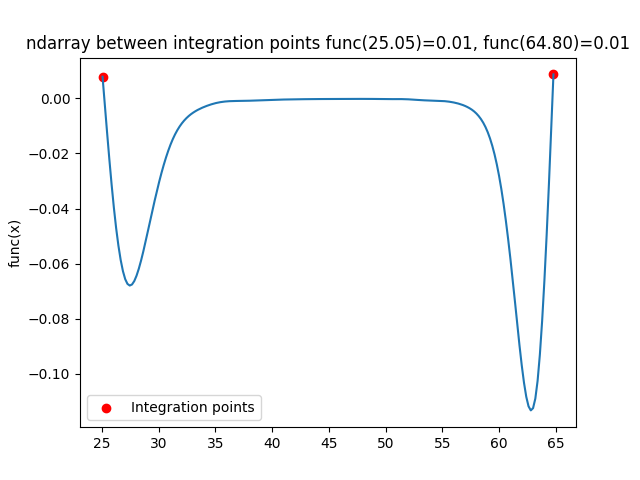 ndarray between integration points func(25.05)=0.01, func(64.80)=0.01
0.00
−0.02
−0.04
−0.06
−0.08
−0.10
func(x)
Integration points
25 30 35 40 45 50 55 60 65